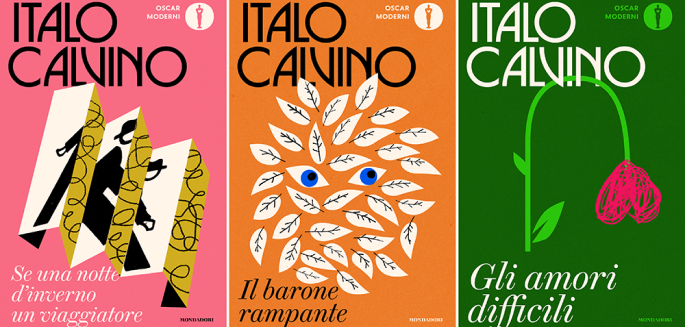 ITALO
CALVINO
OSCAR
MODERNI
Se una notte
d'inverno
un viaggiatore
MONDADORI
ITALO
CALVINO
OSCAR
MODERNI
Il barone
rampante
MONDADORI
ITALO
CALVINO
OSCAR
MODERNI
Gli amori
difficili
MONDADORI